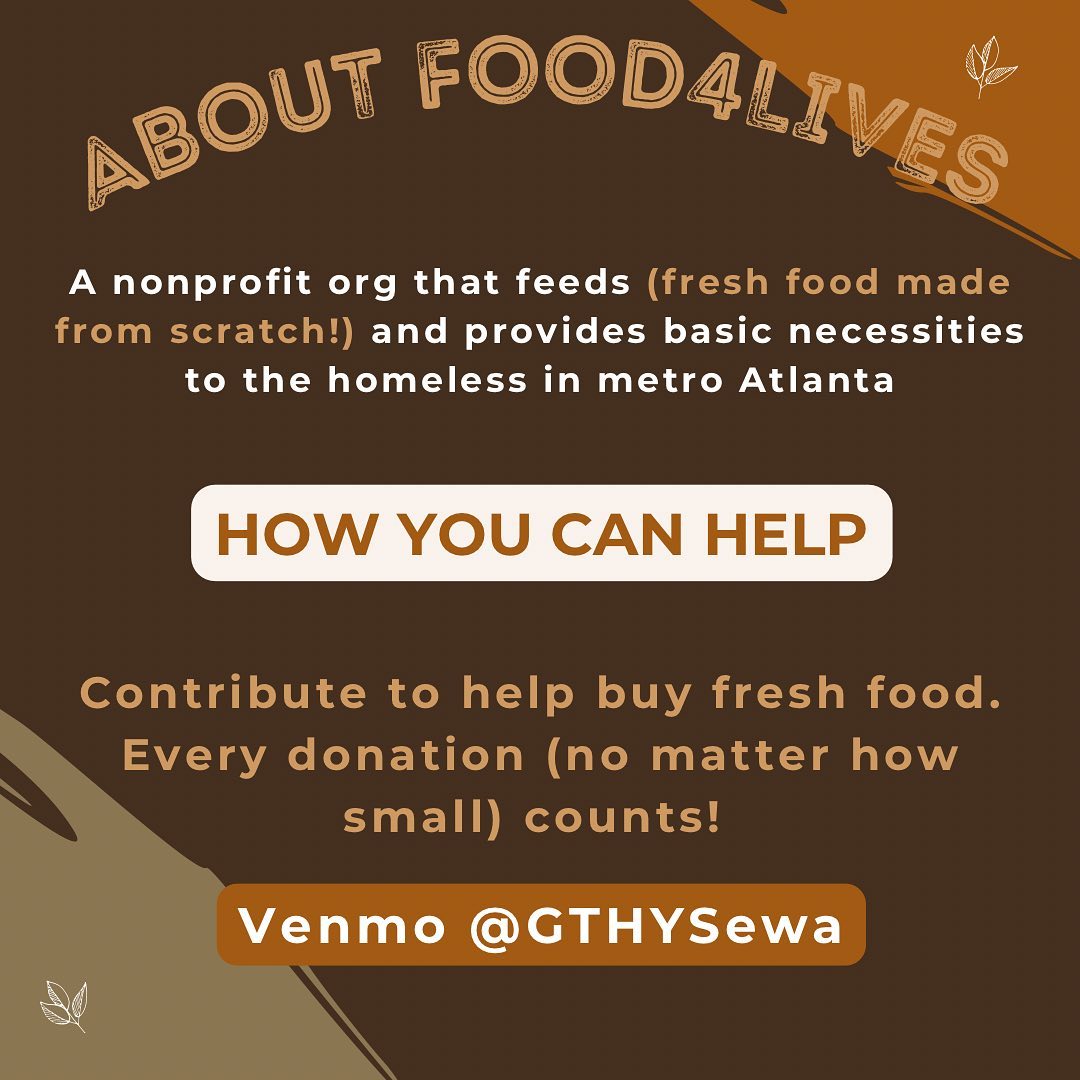 ABOUT FOOD4LIVES
A nonprofit org that feeds (fresh food made
from scratch!) and provides basic necessities
to the homeless in metro Atlanta
HOW YOU CAN HELP
Contribute to help buy fresh food.
Every donation (no matter how
small) counts!
Venmo @GTHYSewa